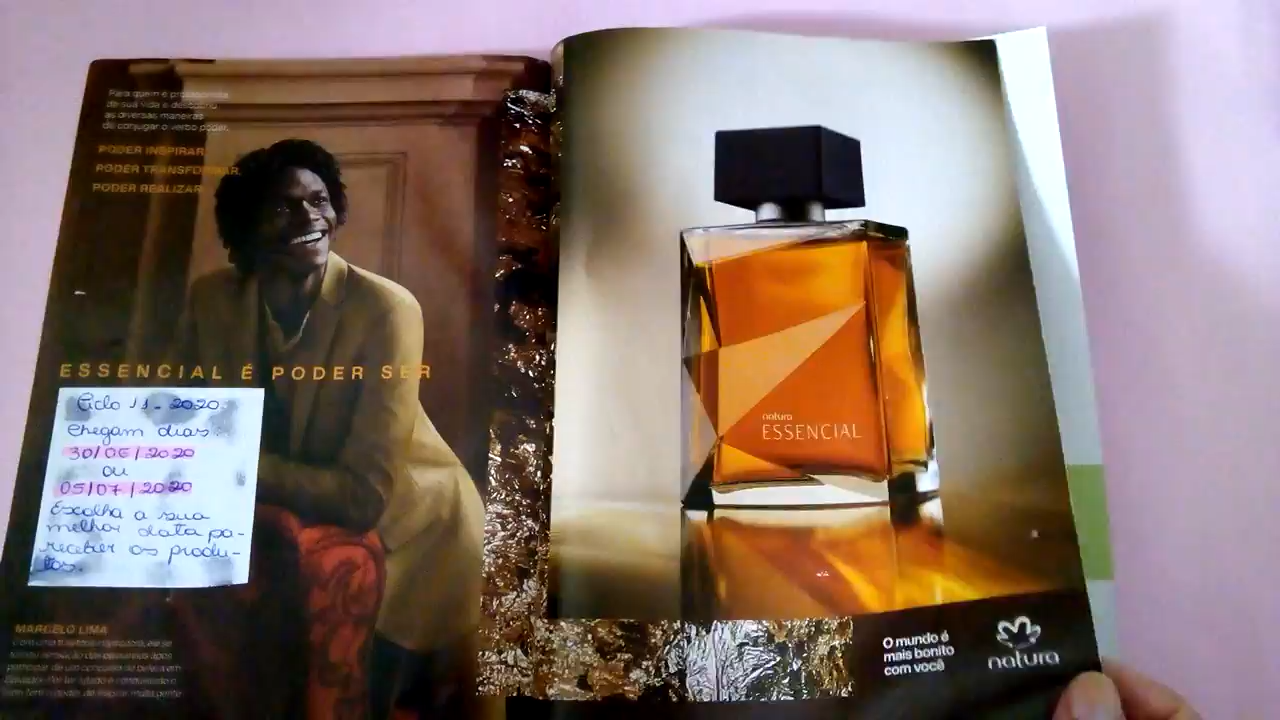 Para quem é protagonista
de sua vida e descobriu
as diversas maneiras
de conjugar o verbo poder.
PODER INSPIRAR.
PODER TRANSFORMAR.
PODER REALIZAR.
ESSENCIAL É PODER SER
Ciclo 11 - 2020
Chegam dias:
30/06/2020
ou
05/07/2020
Escolha a sua
melhor data pa-
receber os produ-
tos.
MARCELO LIMA
natura
ESSENCIAL
O mundo é
mais bonito
com você
natura